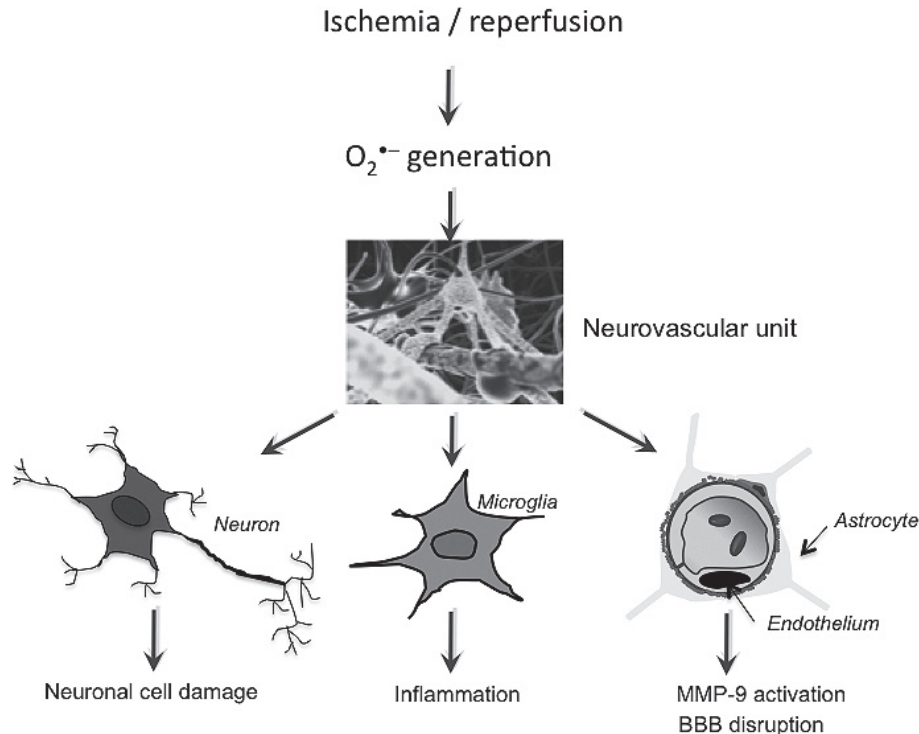 Ischemia / reperfusion
O₂•− generation
Neurovascular unit
Neuron
Microglia
Astrocyte
Endothelium
Neuronal cell damage
Inflammation
MMP-9 activation
BBB disruption